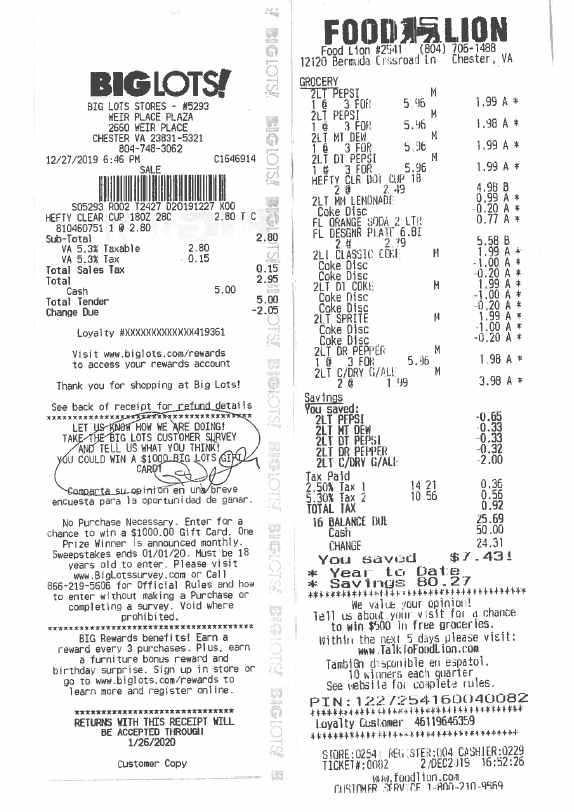 BIGLOTS!
BIG LOTS STORES - #5293
WEIR PLACE PLAZA
2660 WEIR PLACE
CHESTER VA 23831-5321
804-748-3062
12/27/2019 6:46 PM C1646914
SALE
S05293 R002 T2427 D20191227 X00
HEFTY CLEAR CUP 18OZ 28C 2.80 T C
810460751 1 @ 2.80
Sub-Total 2.80
VA 5.3% Taxable 2.80
VA 5.3% Tax 0.15
Total Sales Tax 0.15
Total 2.95
Cash 5.00
Total Tender 5.00
Change Due -2.05
Loyalty #XXXXXXXXXXXXX419361
Visit www.biglots.com/rewards
to access your rewards account
Thank you for shopping at Big Lots!
See back of receipt for refund details
****************************************
LET US KNOW HOW WE ARE DOING!
TAKE THE BIG LOTS CUSTOMER SURVEY
AND TELL US WHAT YOU THINK!
YOU COULD WIN A $1000 BIG LOTS GIFT
CARD!
Comparta su opinión en una breve
encuesta para la oportunidad de ganar.
No Purchase Necessary. Enter for a
chance to win a $1000.00 Gift Card. One
Prize Winner is announced monthly.
Sweepstakes ends 01/01/20. Must be 18
years old to enter. Please visit
www.BigLotssurvey.com or Call
866-219-5606 for Official Rules and how
to enter without making a Purchase or
completing a survey. Void where
prohibited.
****************************************
BIG Rewards benefits! Earn a
reward every 3 purchases. Plus, earn
a furniture bonus reward and
birthday surprise. Sign up in store or
go to www.biglots.com/rewards to
learn more and register online.
******************************
RETURNS WITH THIS RECEIPT WILL
BE ACCEPTED THROUGH
1/26/2020
Customer Copy
FOOD LION
Food Lion #2541 (804) 706-1488
12120 Bermuda Crossroad Ln Chester, VA
GROCERY
2LT PEPSI M
1 @ 3 FOR 5.96 1.99 A *
2LT PEPSI M
1 @ 3 FOR 5.96 1.98 A *
2LT MT DEW M
1 @ 3 FOR 5.96 1.99 A *
2LT DT PEPSI M
1 @ 3 FOR 5.96 1.99 A *
HEFTY CLR DOT CUP 18
2 @ 2.49 4.98 B
2LT MM LEMONADE 0.99 A *
Coke Disc -0.20 A *
FL ORANGE SODA 2 LTR 0.77 A *
FL DESGNR PLATE 6.8I
2 @ 2.79 5.58 B
2LT CLASSIC COKE M 1.99 A *
Coke Disc -1.00 A *
Coke Disc -0.20 A *
2LT DT COKE M 1.99 A *
Coke Disc -1.00 A *
Coke Disc -0.20 A *
2LT SPRITE M 1.99 A *
Coke Disc -1.00 A *
Coke Disc -0.20 A *
2LT DR PEPPER M
1 @ 3 FOR 5.96 1.98 A *
2LT C/DRY G/ALE M
2 @ 1.99 3.98 A *
Savings
You saved:
2LT PEPSI -0.65
2LT MT DEW -0.33
2LT DT PEPSI -0.33
2LT DR PEPPER -0.32
2LT C/DRY G/ALE -2.00
Tax Paid
2.50% Tax 1 14.21 0.36
5.30% Tax 2 10.56 0.56
TOTAL TAX 0.92
16 BALANCE DUE 25.69
Cash 50.00
CHANGE 24.31
You saved $7.43!
* Year to Date
* Savings 80.27
****************************************
We value your opinion!
Tell us about your visit for a chance
to win $500 in free groceries.
Within the next 5 days please visit:
www.TalktoFoodLion.com
También disponible en español.
10 winners each quarter
See website for complete rules.
PIN:1227254160040082
****************************************
Loyalty Customer 46119646359
****************************************
STORE:0254 REGISTER:004 CASHIER:0229
TICKET#:0082 2/DEC2019 16:52:26
www.foodlion.com
CUSTOMER SERVICE 1-800-210-9569